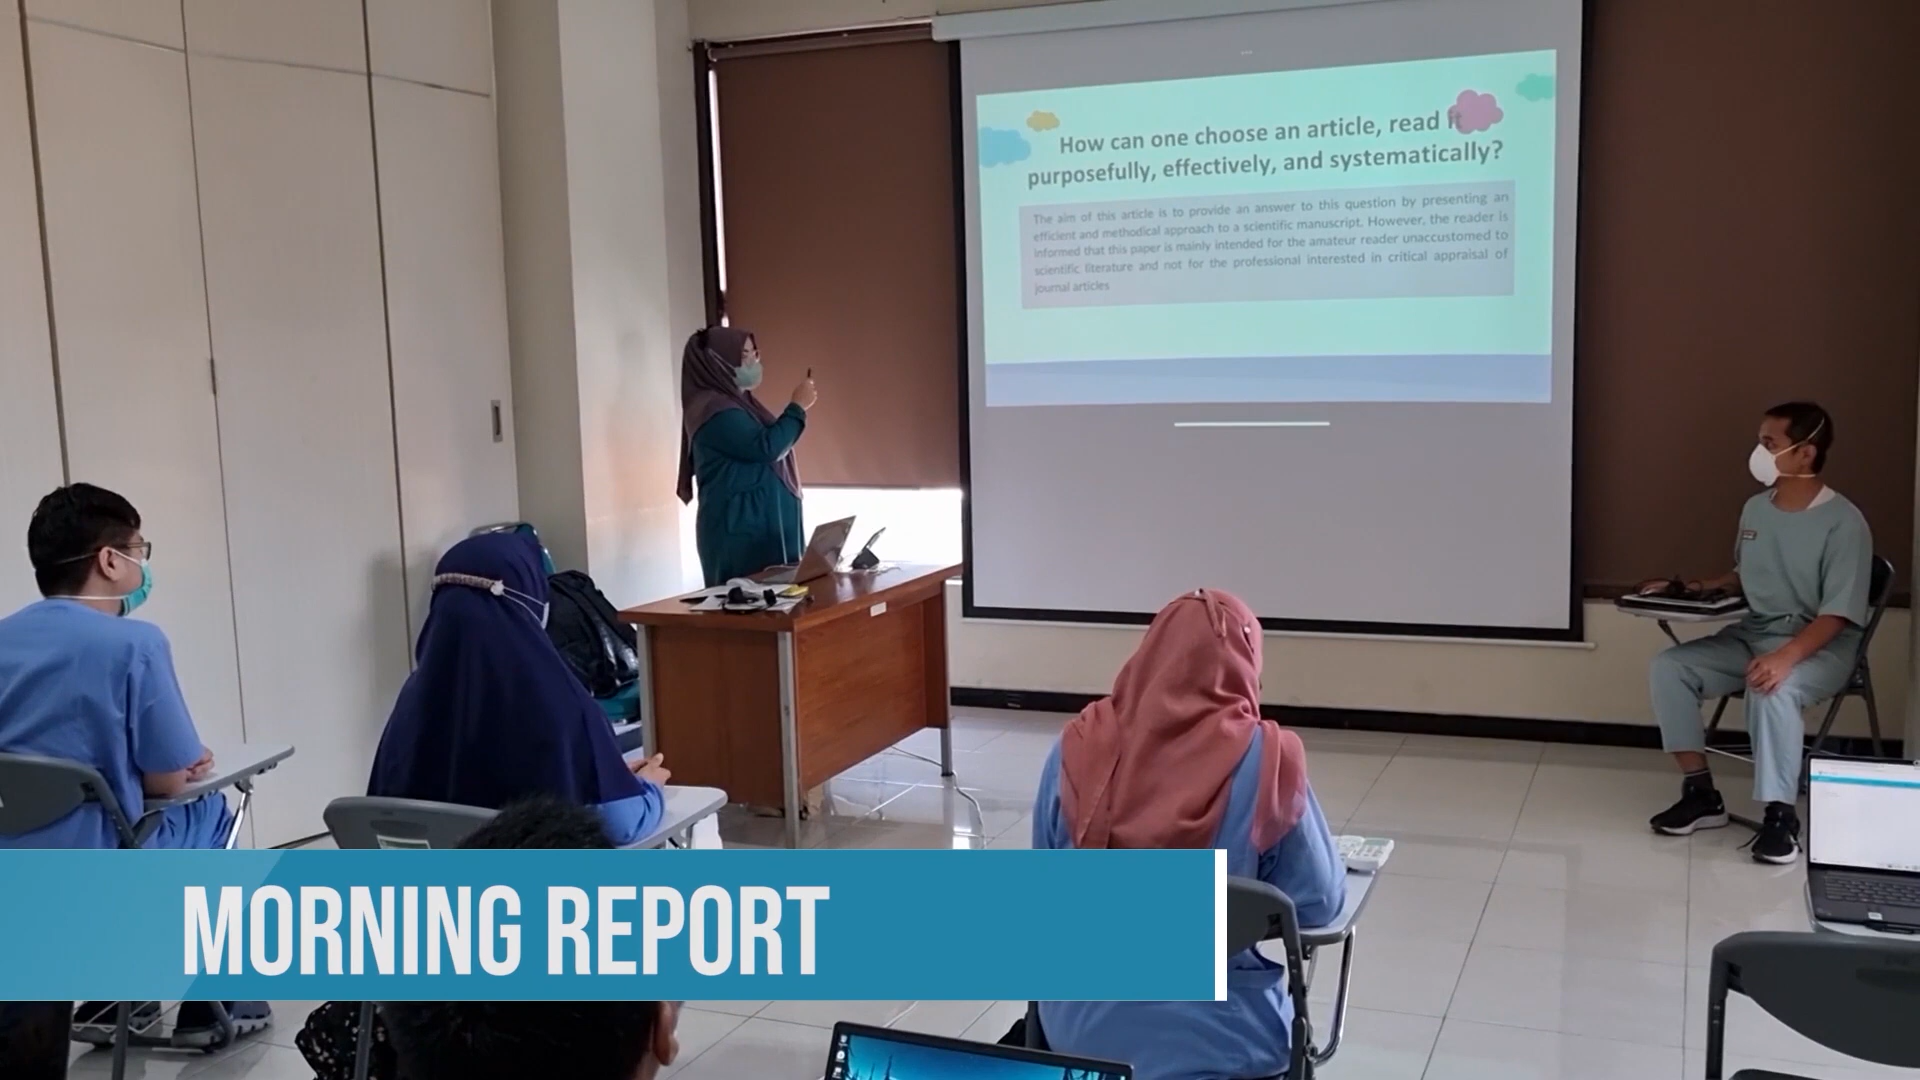 How can one choose an article, read it
purposefully, effectively, and systematically?
The aim of this article is to provide an answer to this question by presenting an
efficient and methodical approach to a scientific manuscript. However, the reader is
informed that this paper is mainly intended for the amateur reader unaccustomed to
scientific literature and not for the professional interested in critical appraisal of
journal articles
MORNING REPORT